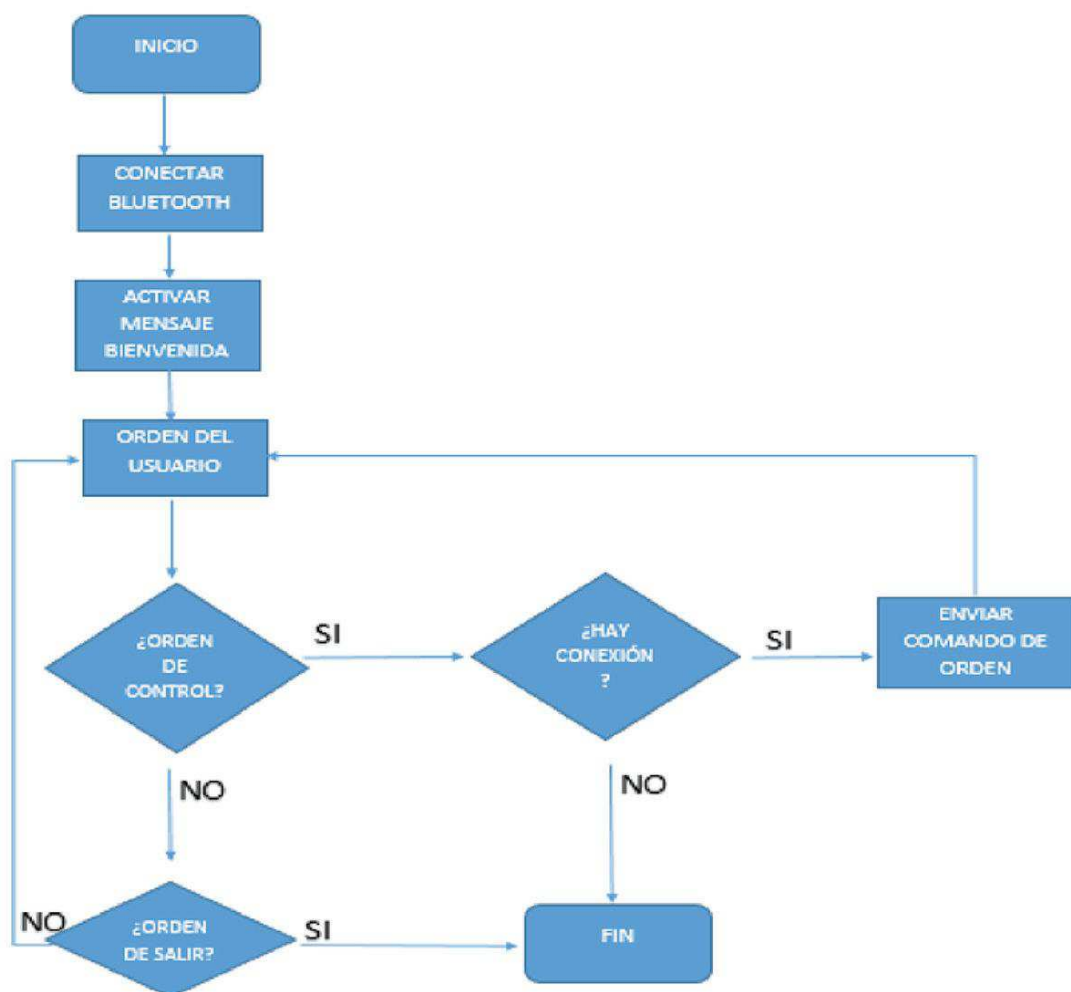 INICIO
CONECTAR
BLUETOOTH
ACTIVAR
MENSAJE
BIENVENIDA
ORDEN DEL
USUARIO
¿ORDEN
DE
CONTROL?
SI
¿HAY
CONEXIÓN
?
SI
ENVIAR
COMANDO DE
ORDEN
NO
NO
NO
¿ORDEN
DE SALIR?
SI
FIN